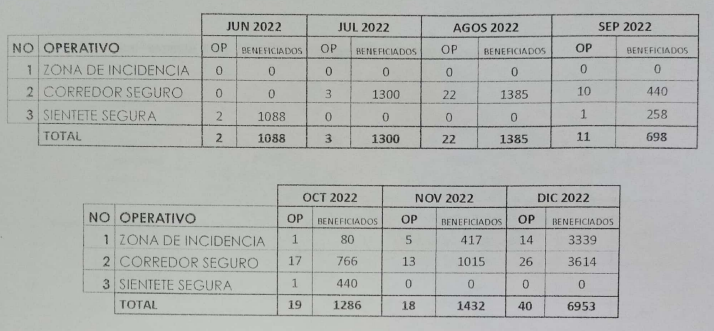 JUN 2022 JUL 2022 AGOS 2022 SEP 2022
NO OPERATIVO OP BENEFICIADOS OP BENEFICIADOS OP BENEFICIADOS OP BENEFICIADOS
1 ZONA DE INCIDENCIA 0 0 0 0 0 0 0 0
2 CORREDOR SEGURO 0 0 3 1300 22 1385 10 440
3 SIENTETE SEGURA 2 1088 0 0 0 0 1 258
TOTAL 2 1088 3 1300 22 1385 11 698
OCT 2022 NOV 2022 DIC 2022
NO OPERATIVO OP BENEFICIADOS OP BENEFICIADOS OP BENEFICIADOS
1 ZONA DE INCIDENCIA 1 80 5 417 14 3339
2 CORREDOR SEGURO 17 766 13 1015 26 3614
3 SIENTETE SEGURA 1 440 0 0 0 0
TOTAL 19 1286 18 1432 40 6953